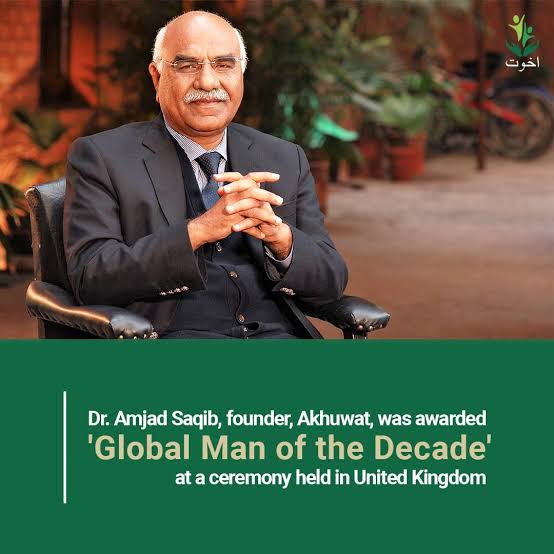 اخوت
Dr. Amjad Saqib, founder, Akhuwat, was awarded
'Global Man of the Decade'
at a ceremony held in United Kingdom